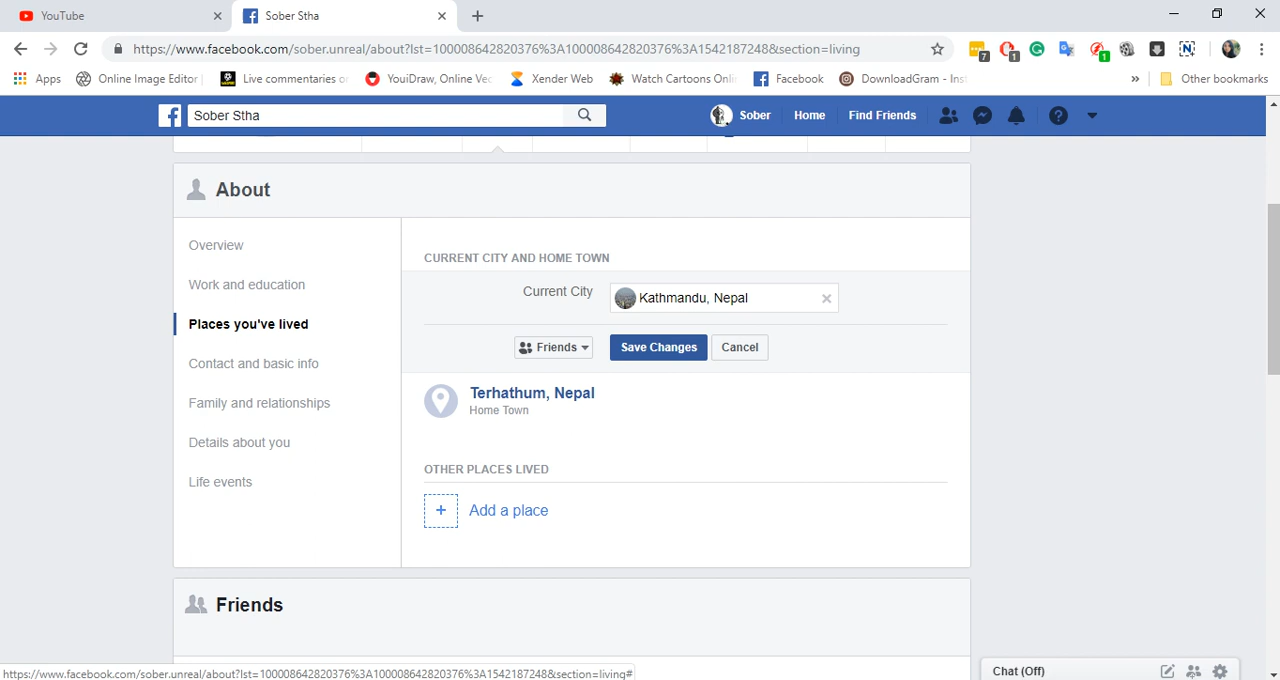 YouTube
Sober Stha
https://www.facebook.com/sober.unreal/about?lst=100008642820376%3A100008642820376%3A1542187248&section=living
7
1
1
Apps
Online Image Editor
Live commentaries
YouiDraw, Online Vec
Xender Web
Watch Cartoons Onli
Facebook
DownloadGram - Inst
»
Other bookmarks
Sober Stha
Sober
Home
Find Friends
About
Overview
Work and education
Places you've lived
Contact and basic info
Family and relationships
Details about you
Life events
CURRENT CITY AND HOME TOWN
Current City
Kathmandu, Nepal
Friends
Save Changes
Cancel
Terhathum, Nepal
Home Town
OTHER PLACES LIVED
+ Add a place
Friends
https://www.facebook.com/sober.unreal/about?lst=100008642820376%3A100008642820376%3A1542187248&section=living#
Chat (Off)